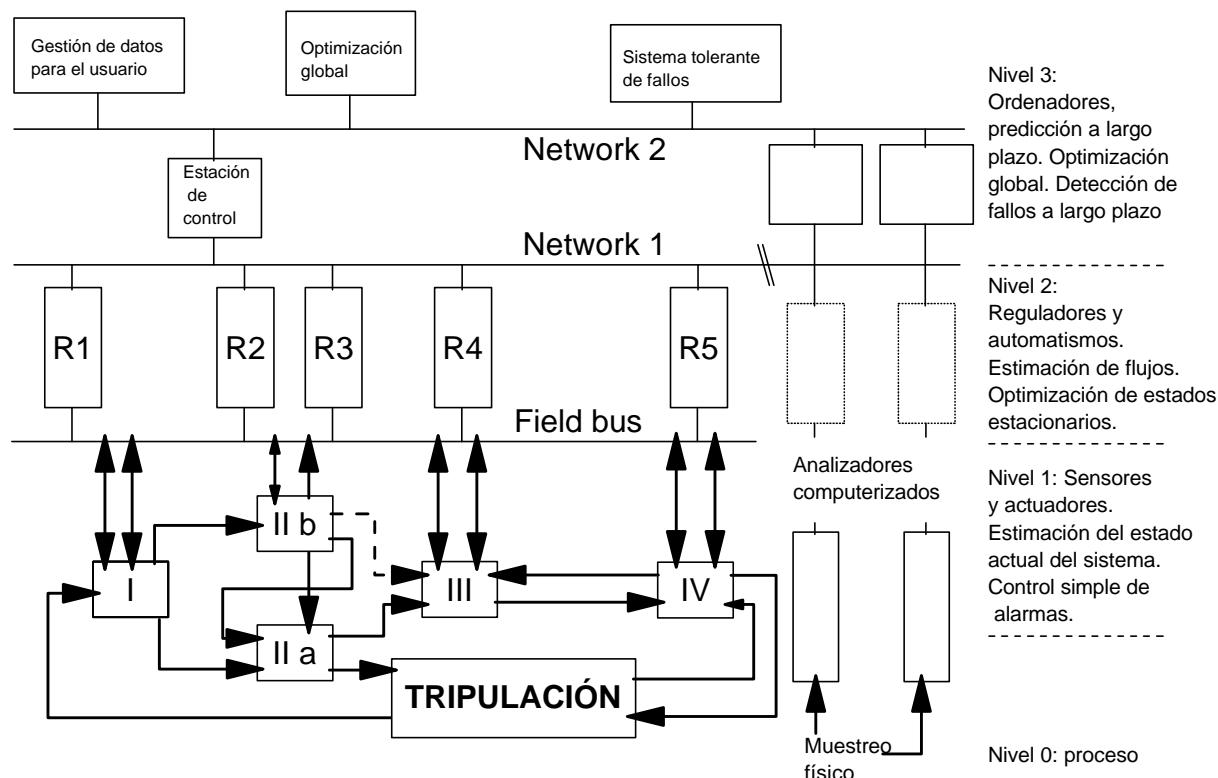 Gestión de datos
para el usuario
Optimización
global
Sistema tolerante
de fallos
Nivel 3:
Ordenadores,
predicción a largo
plazo. Optimización
global. Detección de
fallos a largo plazo
Network 2
Estación
de
control
Network 1
Nivel 2:
Reguladores y
automatismos.
Estimación de flujos.
Optimización de estados
estacionarios.
R1
R2
R3
R4
R5
Field bus
Analizadores
computerizados
Nivel 1: Sensores
y actuadores.
Estimación del estado
actual del sistema.
Control simple de
alarmas.
II b
I
III
IV
II a
TRIPULACIÓN
Muestreo
físico
Nivel 0: proceso